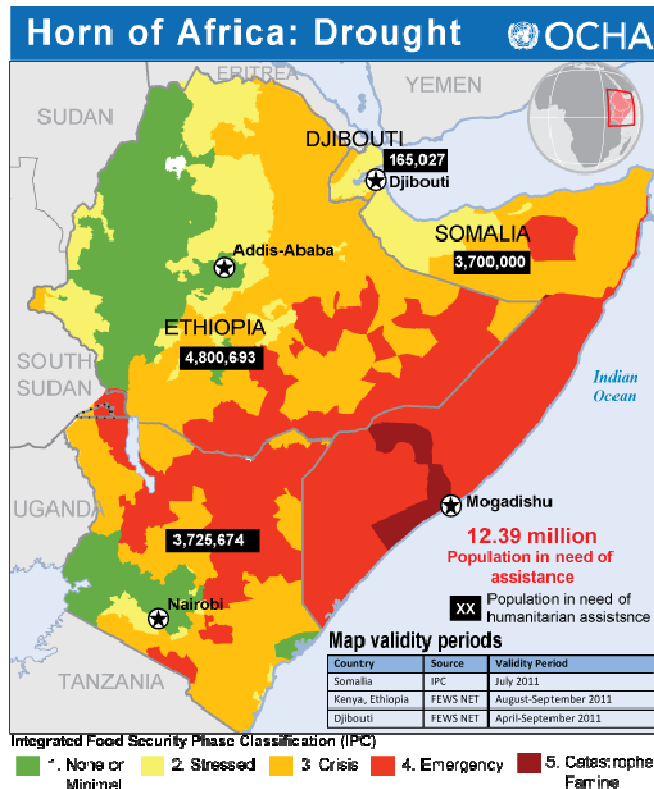 Horn of Africa: Drought
OCHA
ERITREA
YEMEN
SUDAN
DJIBOUTI
165,027
Djibouti
SOMALIA
3,700,000
Addis-Ababa
ETHIOPIA
4,800,693
SOUTH
SUDAN
Indian
Ocean
UGANDA
Mogadishu
3,725,674
12.39 million
Population in need of
assistance
XX
Population in need of
humanitarian assistsnce
Nairobi
TANZANIA
Map validity periods
Country Source Validity Period
Somallia IPC July 2011
Kenya, Ethiopia FEWS NET August-September 2011
Djibouti FEWS NET April-September 2011
Integrated Food Security Phase Classification (IPC)
1. None or
Minimal
2. Stressed
3 Crisis
4. Emergency
5. Catastrophe
Famine